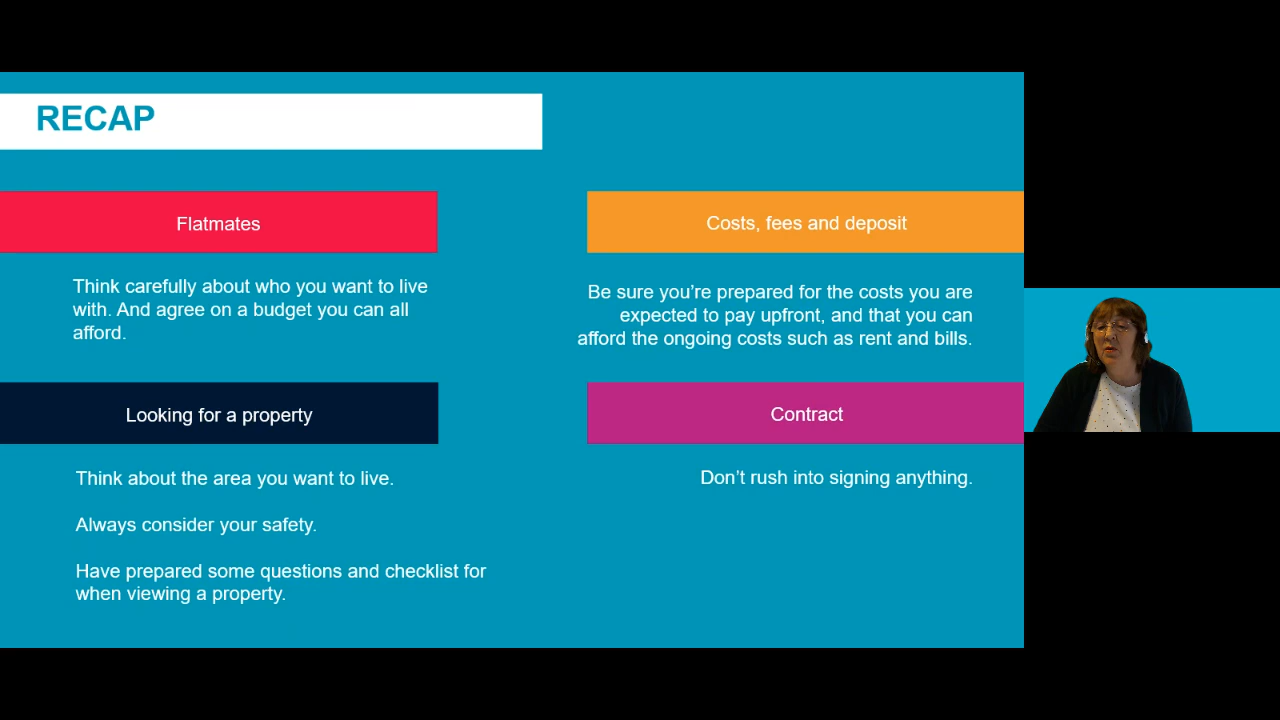 RECAP
Flatmates
Think carefully about who you want to live
with. And agree on a budget you can all
afford.
Costs, fees and deposit
Be sure you’re prepared for the costs you are
expected to pay upfront, and that you can
afford the ongoing costs such as rent and bills.
Looking for a property
Think about the area you want to live.
Always consider your safety.
Have prepared some questions and checklist for
when viewing a property.
Contract
Don’t rush into signing anything.